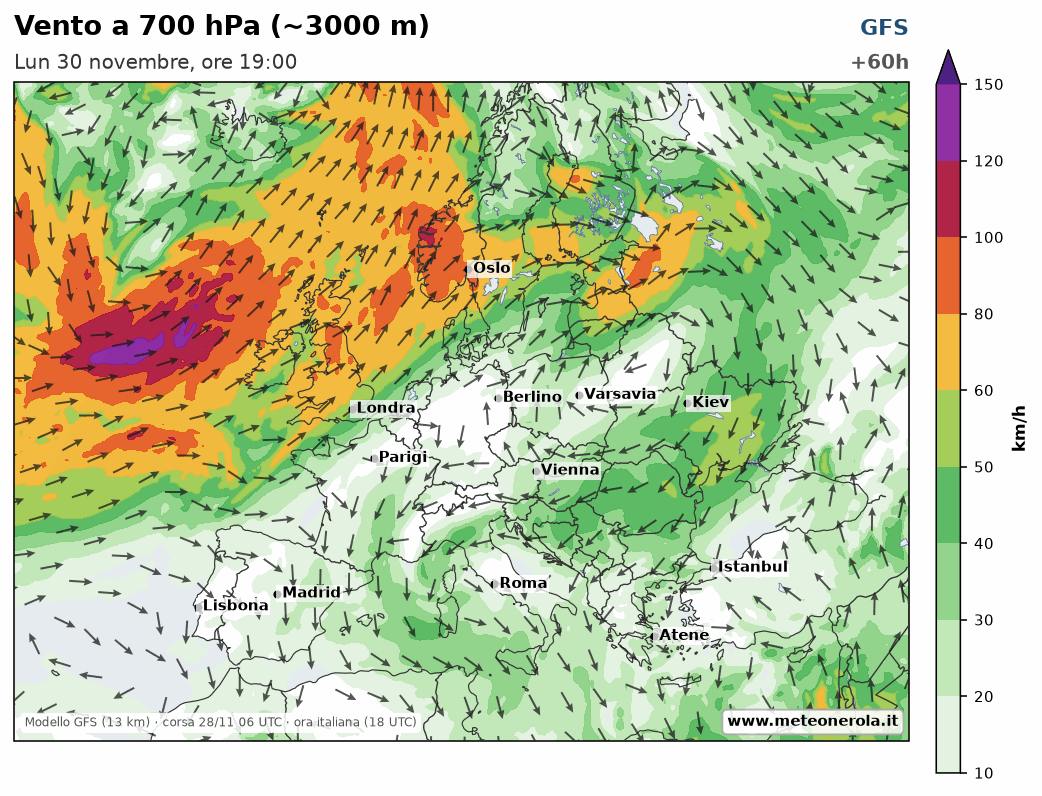 Vento a 700 hPa (~3000 m)
GFS
Lun 30 novembre, ore 19:00
+60h
150
120
100
80
60
50
40
30
20
10
km/h
Oslo
Londra
Berlino
Varsavia
Kiev
Parigi
Vienna
Istanbul
Roma
Madrid
Lisbona
Atene
Modello GFS (13 km) · corsa 28/11 06 UTC · ora italiana (18 UTC)
www.meteonerola.it